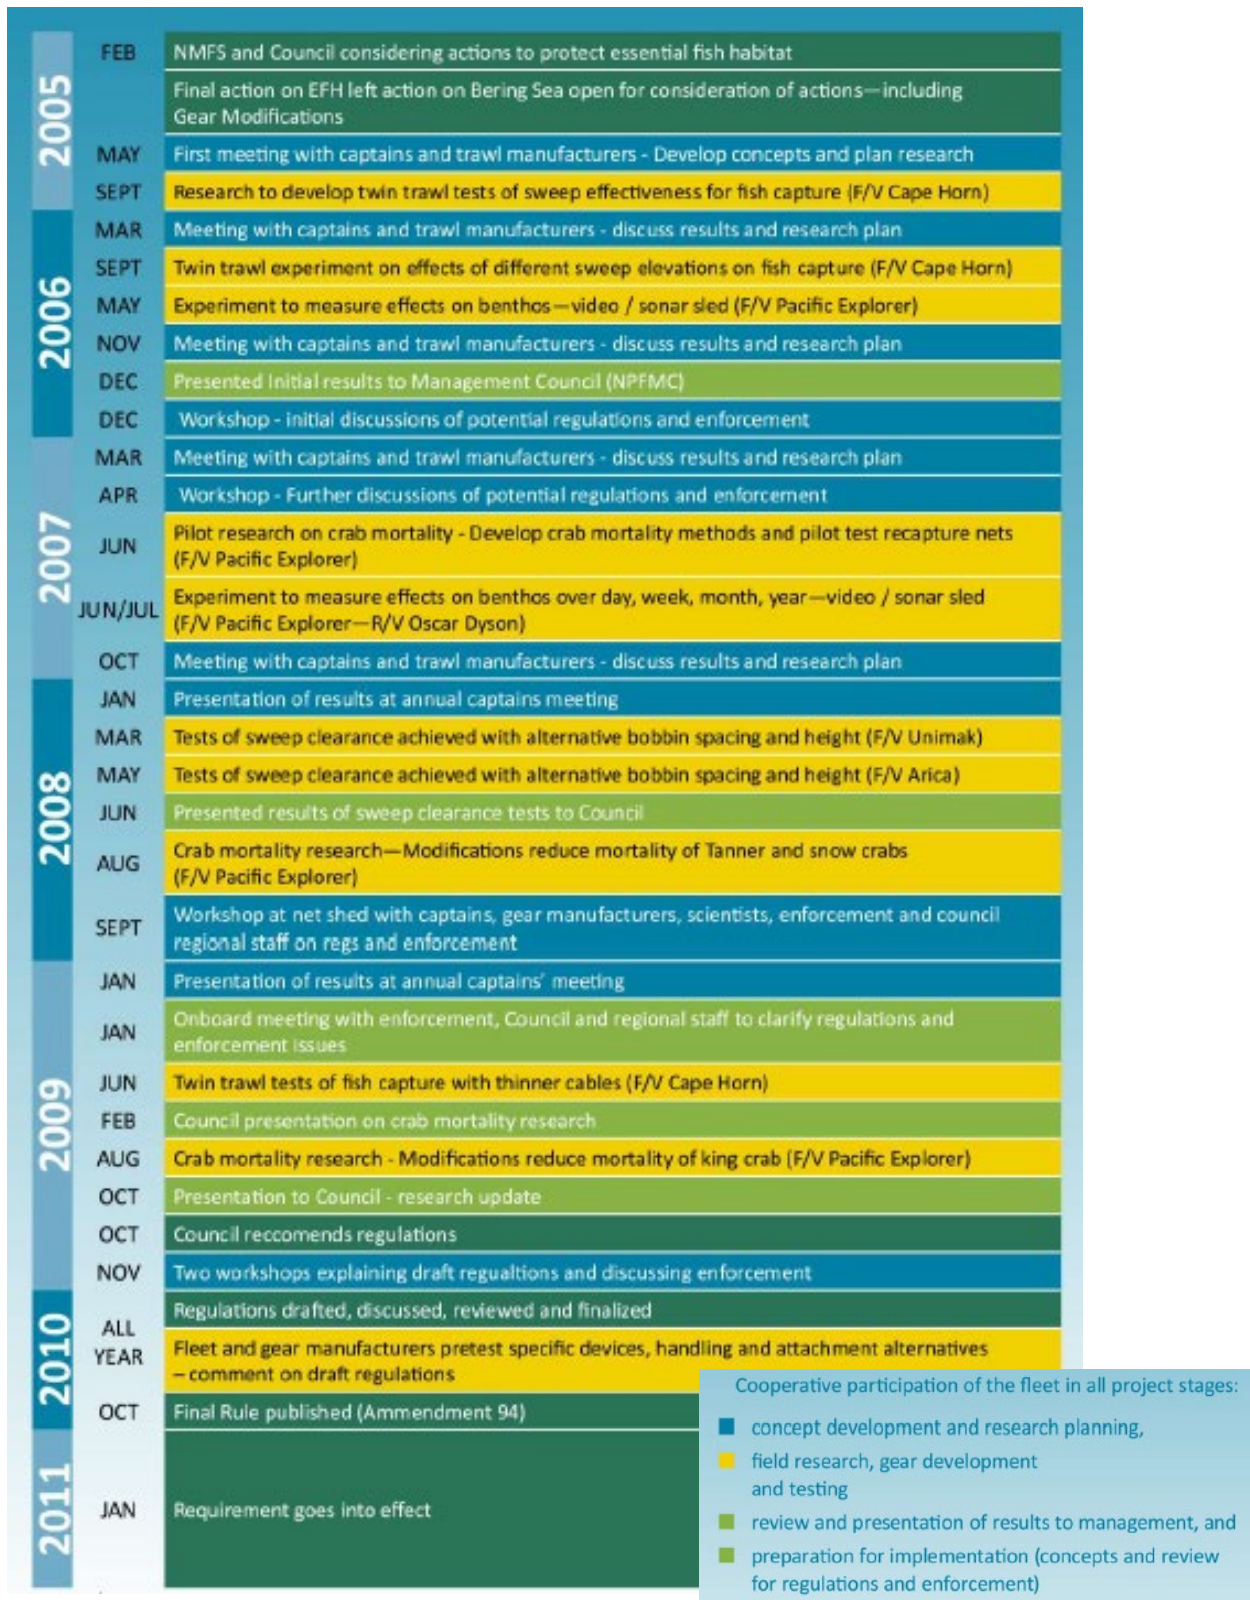 2005
FEB
NMFS and Council considering actions to protect essential fish habitat
Final action on EFH left action on Bering Sea open for consideration of actions—including
Gear Modifications
MAY
First meeting with captains and trawl manufacturers - Develop concepts and plan research
SEPT
Research to develop twin trawl tests of sweep effectiveness for fish capture (F/V Cape Horn)
2006
MAR
Meeting with captains and trawl manufacturers - discuss results and research plan
SEPT
Twin trawl experiment on effects of different sweep elevations on fish capture (F/V Cape Horn)
MAY
Experiment to measure effects on benthos—video / sonar sled (F/V Pacific Explorer)
NOV
Meeting with captains and trawl manufacturers - discuss results and research plan
DEC
Presented Initial results to Management Council (NPFMC)
DEC
Workshop - initial discussions of potential regulations and enforcement
2007
MAR
Meeting with captains and trawl manufacturers - discuss results and research plan
APR
Workshop - Further discussions of potential regulations and enforcement
JUN
Pilot research on crab mortality - Develop crab mortality methods and pilot test recapture nets
(F/V Pacific Explorer)
JUN/JUL
Experiment to measure effects on benthos over day, week, month, year—video / sonar sled
(F/V Pacific Explorer—R/V Oscar Dyson)
OCT
Meeting with captains and trawl manufacturers - discuss results and research plan
2008
JAN
Presentation of results at annual captains meeting
MAR
Tests of sweep clearance achieved with alternative bobbin spacing and height (F/V Unimak)
MAY
Tests of sweep clearance achieved with alternative bobbin spacing and height (F/V Arica)
JUN
Presented results of sweep clearance tests to Council
AUG
Crab mortality research—Modifications reduce mortality of Tanner and snow crabs
(F/V Pacific Explorer)
SEPT
Workshop at net shed with captains, gear manufacturers, scientists, enforcement and council
regional staff on regs and enforcement
2009
JAN
Presentation of results at annual captains' meeting
JAN
Onboard meeting with enforcement, Council and regional staff to clarify regulations and
enforcement issues
JUN
Twin trawl tests of fish capture with thinner cables (F/V Cape Horn)
FEB
Council presentation on crab mortality research
AUG
Crab mortality research - Modifications reduce mortality of king crab (F/V Pacific Explorer)
OCT
Presentation to Council - research update
OCT
Council reccomends regulations
NOV
Two workshops explaining draft regualtions and discussing enforcement
2010
ALL
YEAR
Regulations drafted, discussed, reviewed and finalized
Fleet and gear manufacturers pretest specific devices, handling and attachment alternatives
– comment on draft regulations
OCT
Final Rule published (Ammendment 94)
2011
JAN
Requirement goes into effect
Cooperative participation of the fleet in all project stages:
concept development and research planning,
field research, gear development
and testing
review and presentation of results to management, and
preparation for implementation (concepts and review
for regulations and enforcement)